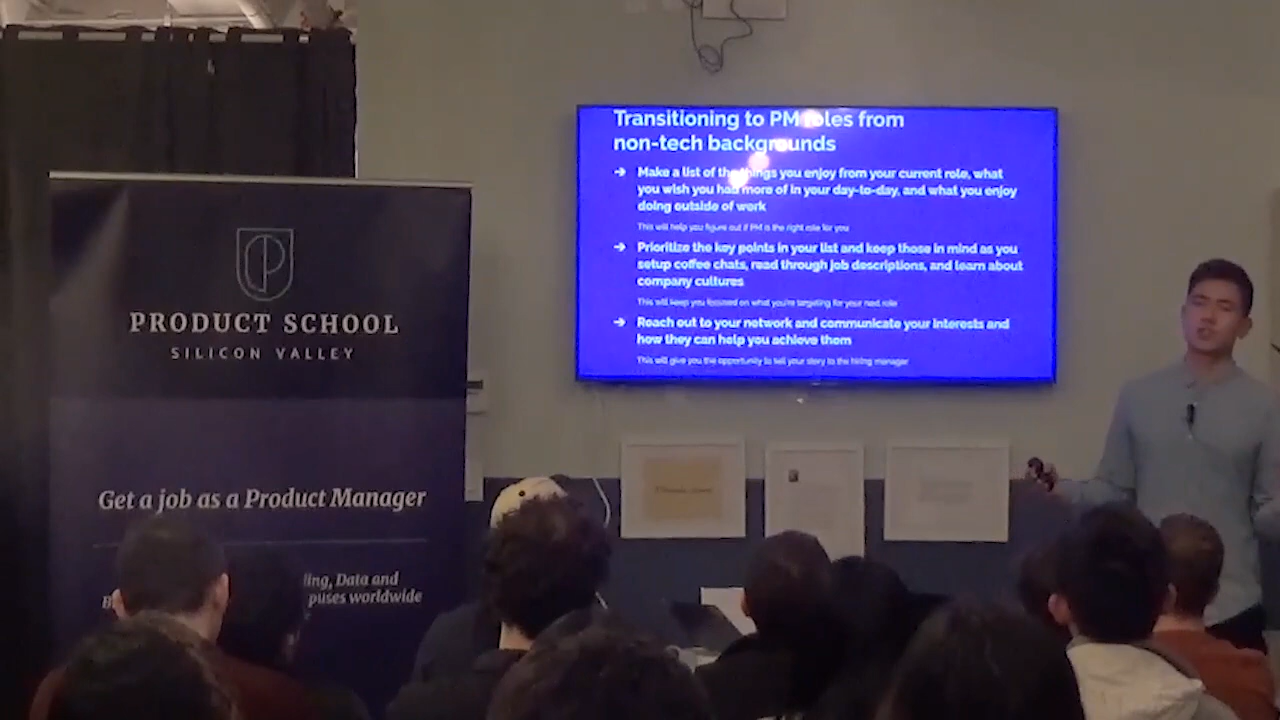 PRODUCT SCHOOL
SILICON VALLEY
Get a job as a Product Manager
ing, Data and
puses worldwide
Transitioning to PM roles from
non-tech backgrounds
→ Make a list of the things you enjoy from your current role, what
you wish you had more of in your day-to-day, and what you enjoy
doing outside of work
This will help you figure out if PM is the right role for you
→ Prioritize the key points in your list and keep those in mind as you
setup coffee chats, read through job descriptions, and learn about
company cultures
This will keep you focused on what you're targeting for your next role
→ Reach out to your network and communicate your interests and
how they can help you achieve them
This will give you the opportunity to tell your story to the hiring manager